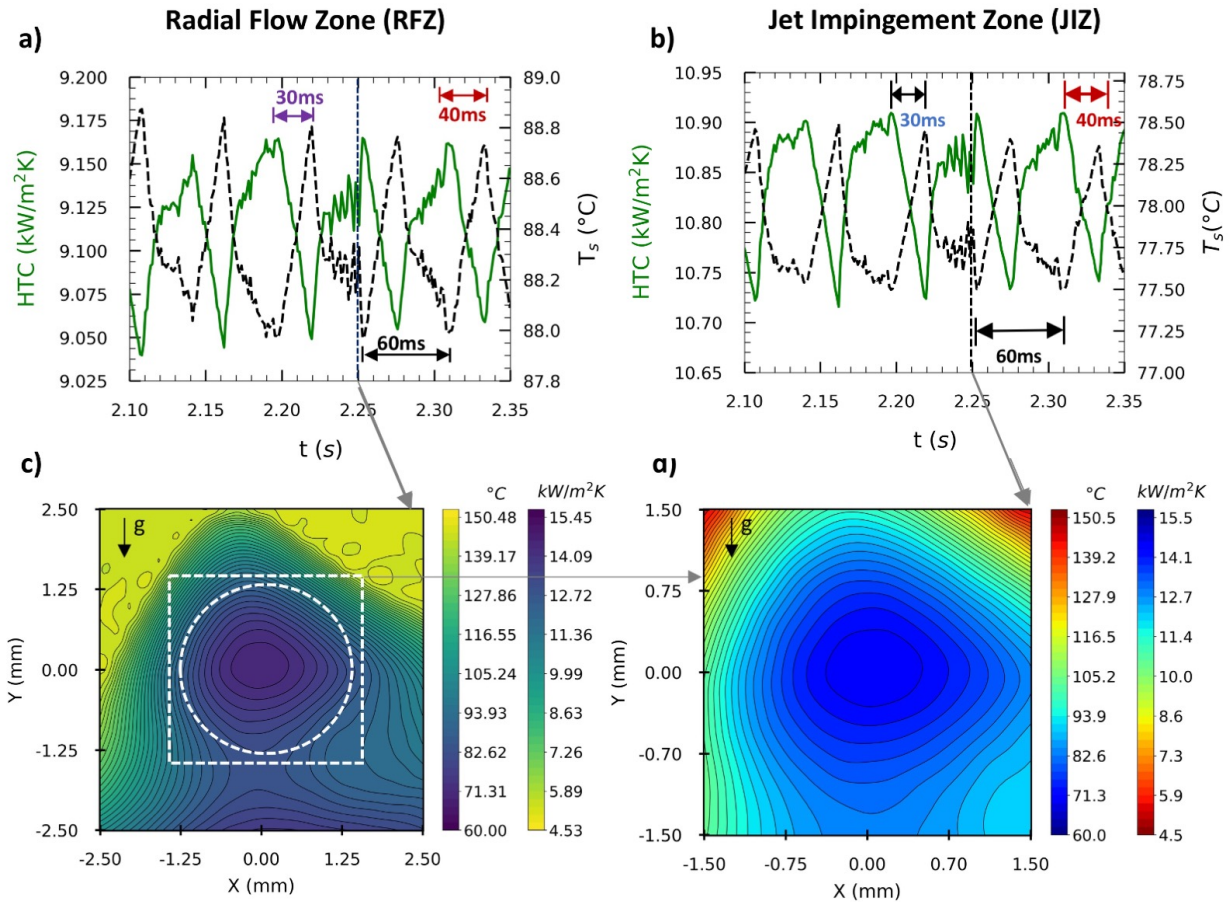 Radial Flow Zone (RFZ)
Jet Impingement Zone (JIZ)
a)
9.200
9.175
9.150
9.125
9.100
9.075
9.050
9.025
HTC (kW/m²K)
30ms
40ms
60ms
89.0
88.8
88.6
88.4
88.2
88.0
87.8
T_s (°C)
2.10 2.15 2.20 2.25 2.30 2.35
t (s)
b)
10.95
10.90
10.85
10.80
10.75
10.70
10.65
HTC (kW/m²K)
30ms
40ms
60ms
78.75
78.50
78.25
78.00
77.75
77.50
77.25
77.00
T_s (°C)
2.10 2.15 2.20 2.25 2.30 2.35
t (s)
c)
2.50
1.25
0.00
-1.25
-2.50
Y (mm)
g
-2.50 -1.25 0.00 1.25 2.50
X (mm)
°C
150.48
139.17
127.86
116.55
105.24
93.93
82.62
71.31
60.00
kW/m²K
15.45
14.09
12.72
11.36
9.99
8.63
7.26
5.89
4.53
d)
1.50
0.75
0.00
-0.70
-1.50
Y (mm)
g
-1.50 -0.75 0.00 0.70 1.50
X (mm)
°C
150.5
139.2
127.9
116.5
105.2
93.9
82.6
71.3
60.0
kW/m²K
15.5
14.1
12.7
11.4
10.0
8.6
7.3
5.9
4.5